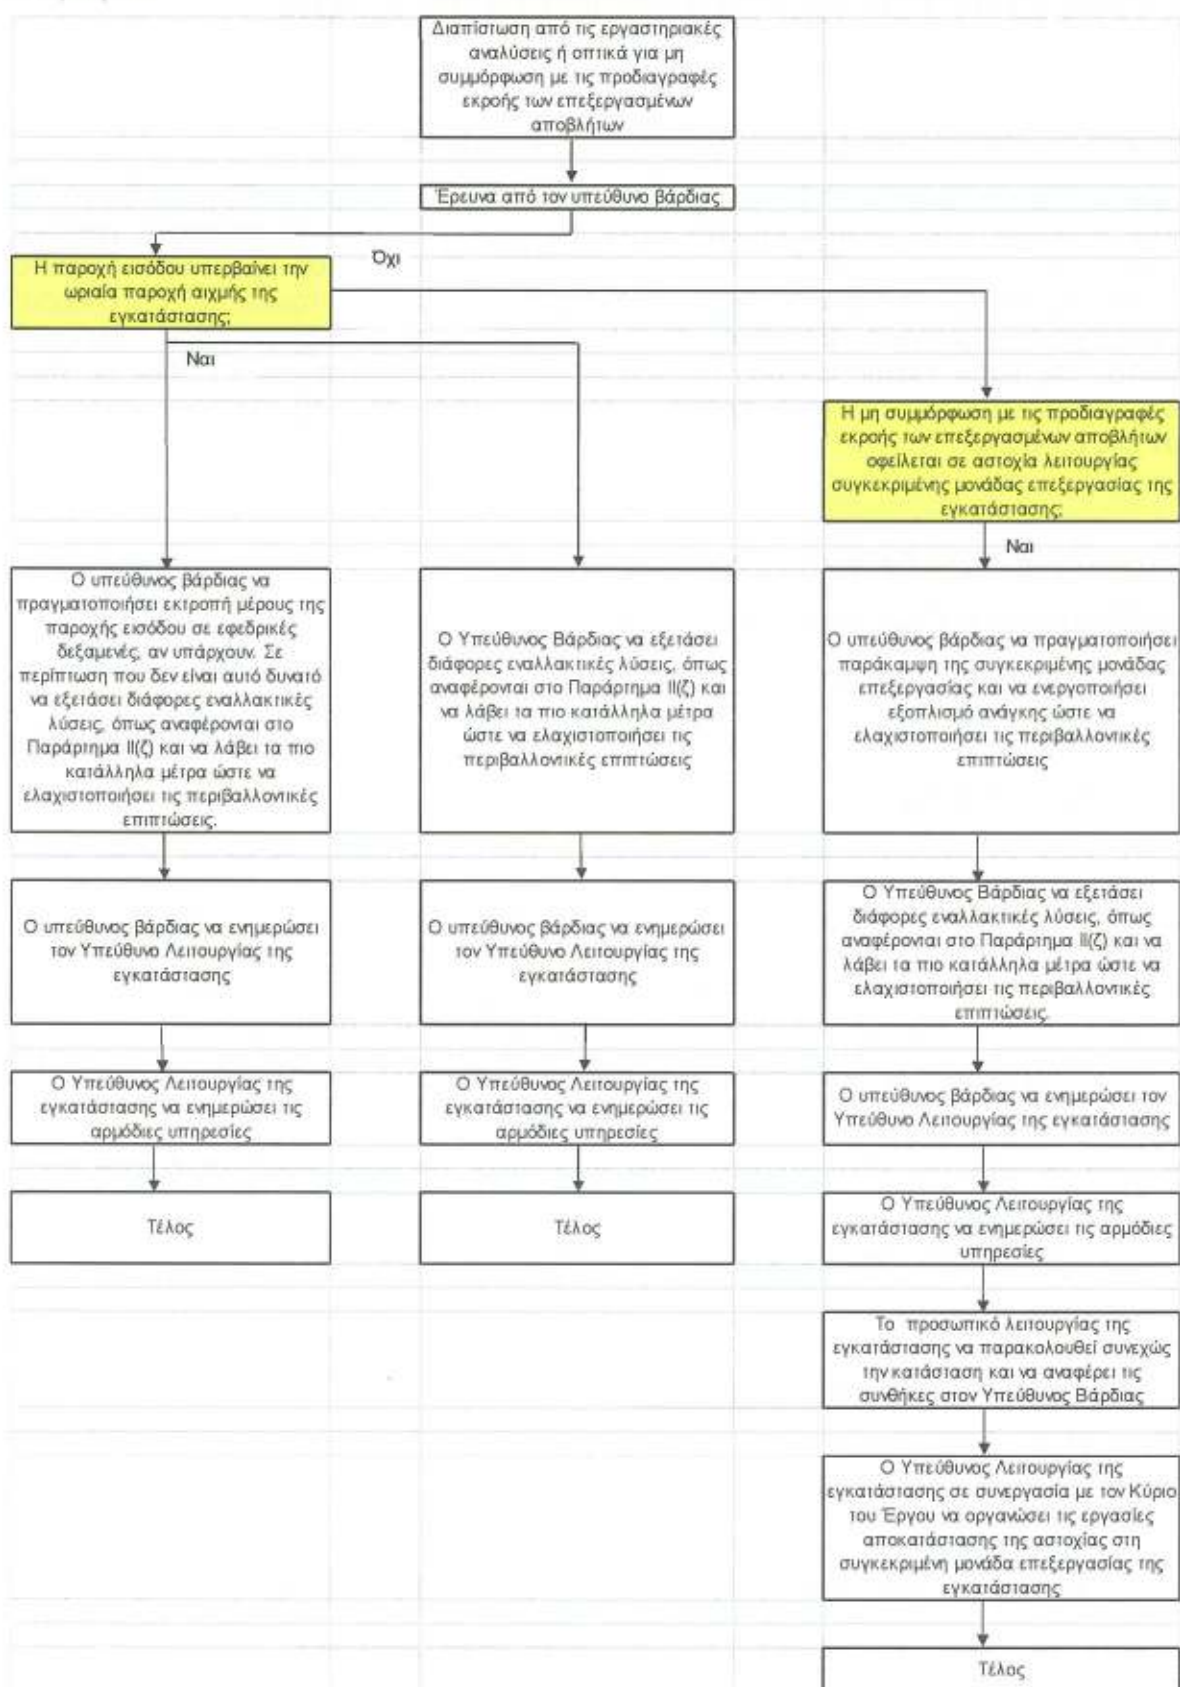 Διαπίστωση από τις εργαστηριακές
αναλύσεις ή οπτικά για μη
συμμόρφωση με τις προδιαγραφές
εκροής των επεξεργασμένων
αποβλήτων
Έρευνα από τον υπεύθυνο βάρδιας
Όχι
Η παροχή εισόδου υπερβαίνει την
ωριαία παροχή αιχμής της
εγκατάστασης;
Ναι
Η μη συμμόρφωση με τις προδιαγραφές
εκροής των επεξεργασμένων αποβλήτων
οφείλεται σε αστοχία λειτουργίας
συγκεκριμένης μονάδας επεξεργασίας της
εγκατάστασης;
Ναι
Ο υπεύθυνος βάρδιας να
πραγματοποιήσει εκτροπή μέρους της
παροχής εισόδου σε εφεδρικές
δεξαμενές, αν υπάρχουν. Σε
περίπτωση που δεν είναι αυτό δυνατό
να εξετάσει διάφορες εναλλακτικές
λύσεις, όπως αναφέρονται στο
Παράρτημα ΙΙ(ζ) και να λάβει τα πιο
κατάλληλα μέτρα ώστε να
ελαχιστοποιήσει τις περιβαλλοντικές
επιπτώσεις.
Ο Υπεύθυνος Βάρδιας να εξετάσει
διάφορες εναλλακτικές λύσεις, όπως
αναφέρονται στο Παράρτημα ΙΙ(ζ) και
να λάβει τα πιο κατάλληλα μέτρα
ώστε να ελαχιστοποιήσει τις
περιβαλλοντικές επιπτώσεις
Ο υπεύθυνος βάρδιας να πραγματοποιήσει
παράκαμψη της συγκεκριμένης μονάδας
επεξεργασίας και να ενεργοποιήσει
εξοπλισμό ανάγκης ώστε να
ελαχιστοποιήσει τις περιβαλλοντικές
επιπτώσεις
Ο υπεύθυνος βάρδιας να ενημερώσει
τον Υπεύθυνο Λειτουργίας της
εγκατάστασης
Ο υπεύθυνος βάρδιας να ενημερώσει
τον Υπεύθυνο Λειτουργίας της
εγκατάστασης
Ο Υπεύθυνος Βάρδιας να εξετάσει
διάφορες εναλλακτικές λύσεις, όπως
αναφέρονται στο Παράρτημα ΙΙ(ζ) και να
λάβει τα πιο κατάλληλα μέτρα ώστε να
ελαχιστοποιήσει τις περιβαλλοντικές
επιπτώσεις.
Ο Υπεύθυνος Λειτουργίας της
εγκατάστασης να ενημερώσει τις
αρμόδιες υπηρεσίες
Ο Υπεύθυνος Λειτουργίας της
εγκατάστασης να ενημερώσει τις
αρμόδιες υπηρεσίες
Ο υπεύθυνος βάρδιας να ενημερώσει τον
Υπεύθυνο Λειτουργίας της εγκατάστασης
Τέλος
Τέλος
Ο Υπεύθυνος Λειτουργίας της
εγκατάστασης να ενημερώσει τις αρμόδιες
υπηρεσίες
Το προσωπικό λειτουργίας της
εγκατάστασης να παρακολουθεί συνεχώς
την κατάσταση και να αναφέρει τις
συνθήκες στον Υπεύθυνος Βάρδιας
Ο Υπεύθυνος Λειτουργίας της
εγκατάστασης σε συνεργασία με τον Κύριο
του Έργου να οργανώσει τις εργασίες
αποκατάστασης της αστοχίας στη
συγκεκριμένη μονάδα επεξεργασίας της
εγκατάστασης
Τέλος